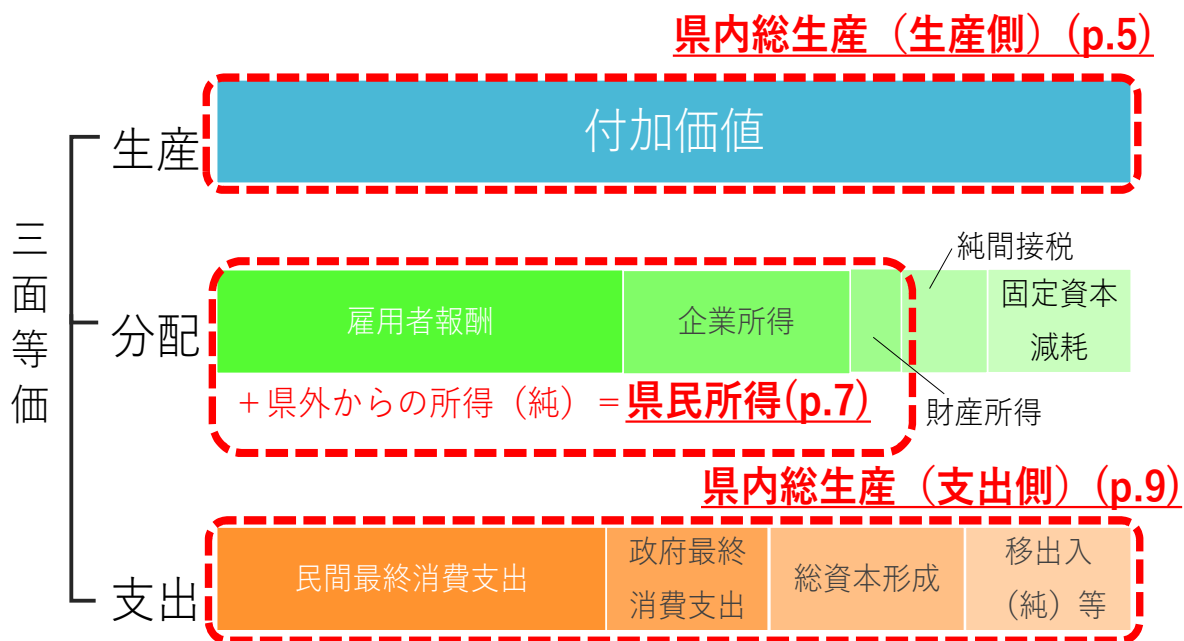 県内総生産（生産側）(p.5)
三面等価
生産
付加価値
純間接税
分配
雇用者報酬
企業所得
固定資本
減耗
＋県外からの所得（純）＝県民所得(p.7)
財産所得
県内総生産（支出側）(p.9)
支出
民間最終消費支出
政府最終
消費支出
総資本形成
移出入
（純）等